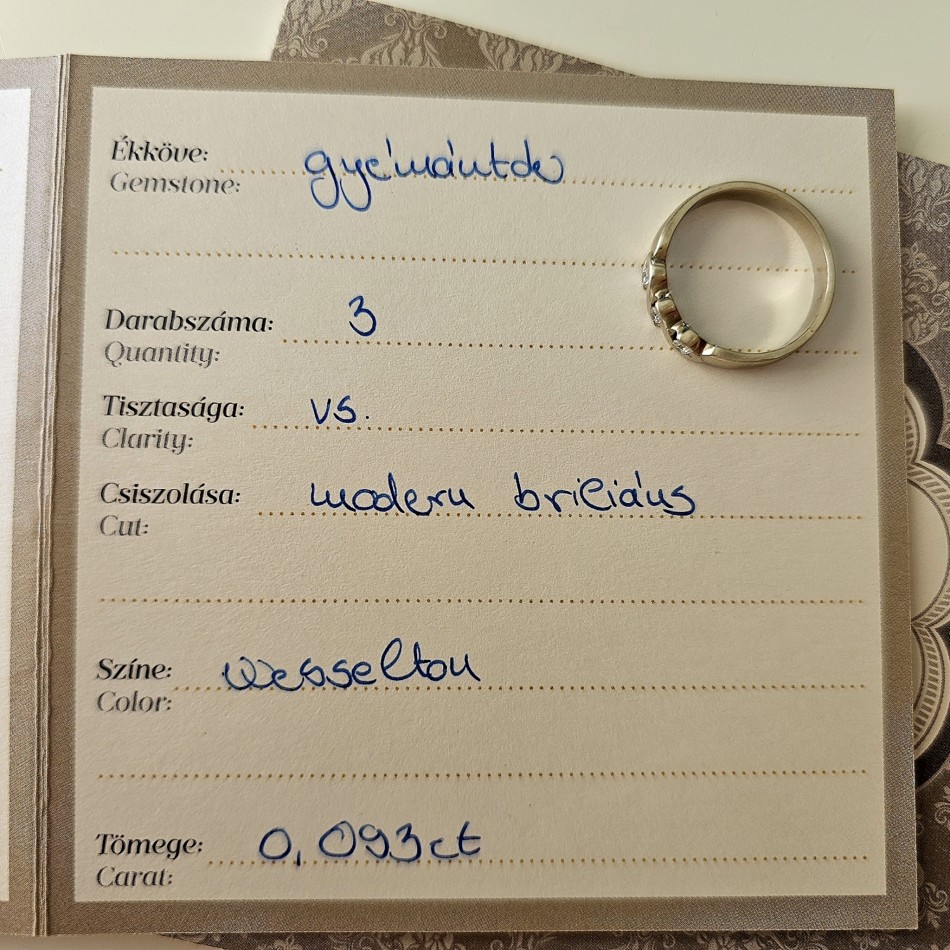 Ékköve: gyémántok
Gemstone:
Darabszáma: 3
Quantity:
Tisztasága: vs.
Clarity:
Csiszolása: modern briliáns
Cut:
Színe: Wesselton
Color:
Tömege: 0,093ct
Carat: